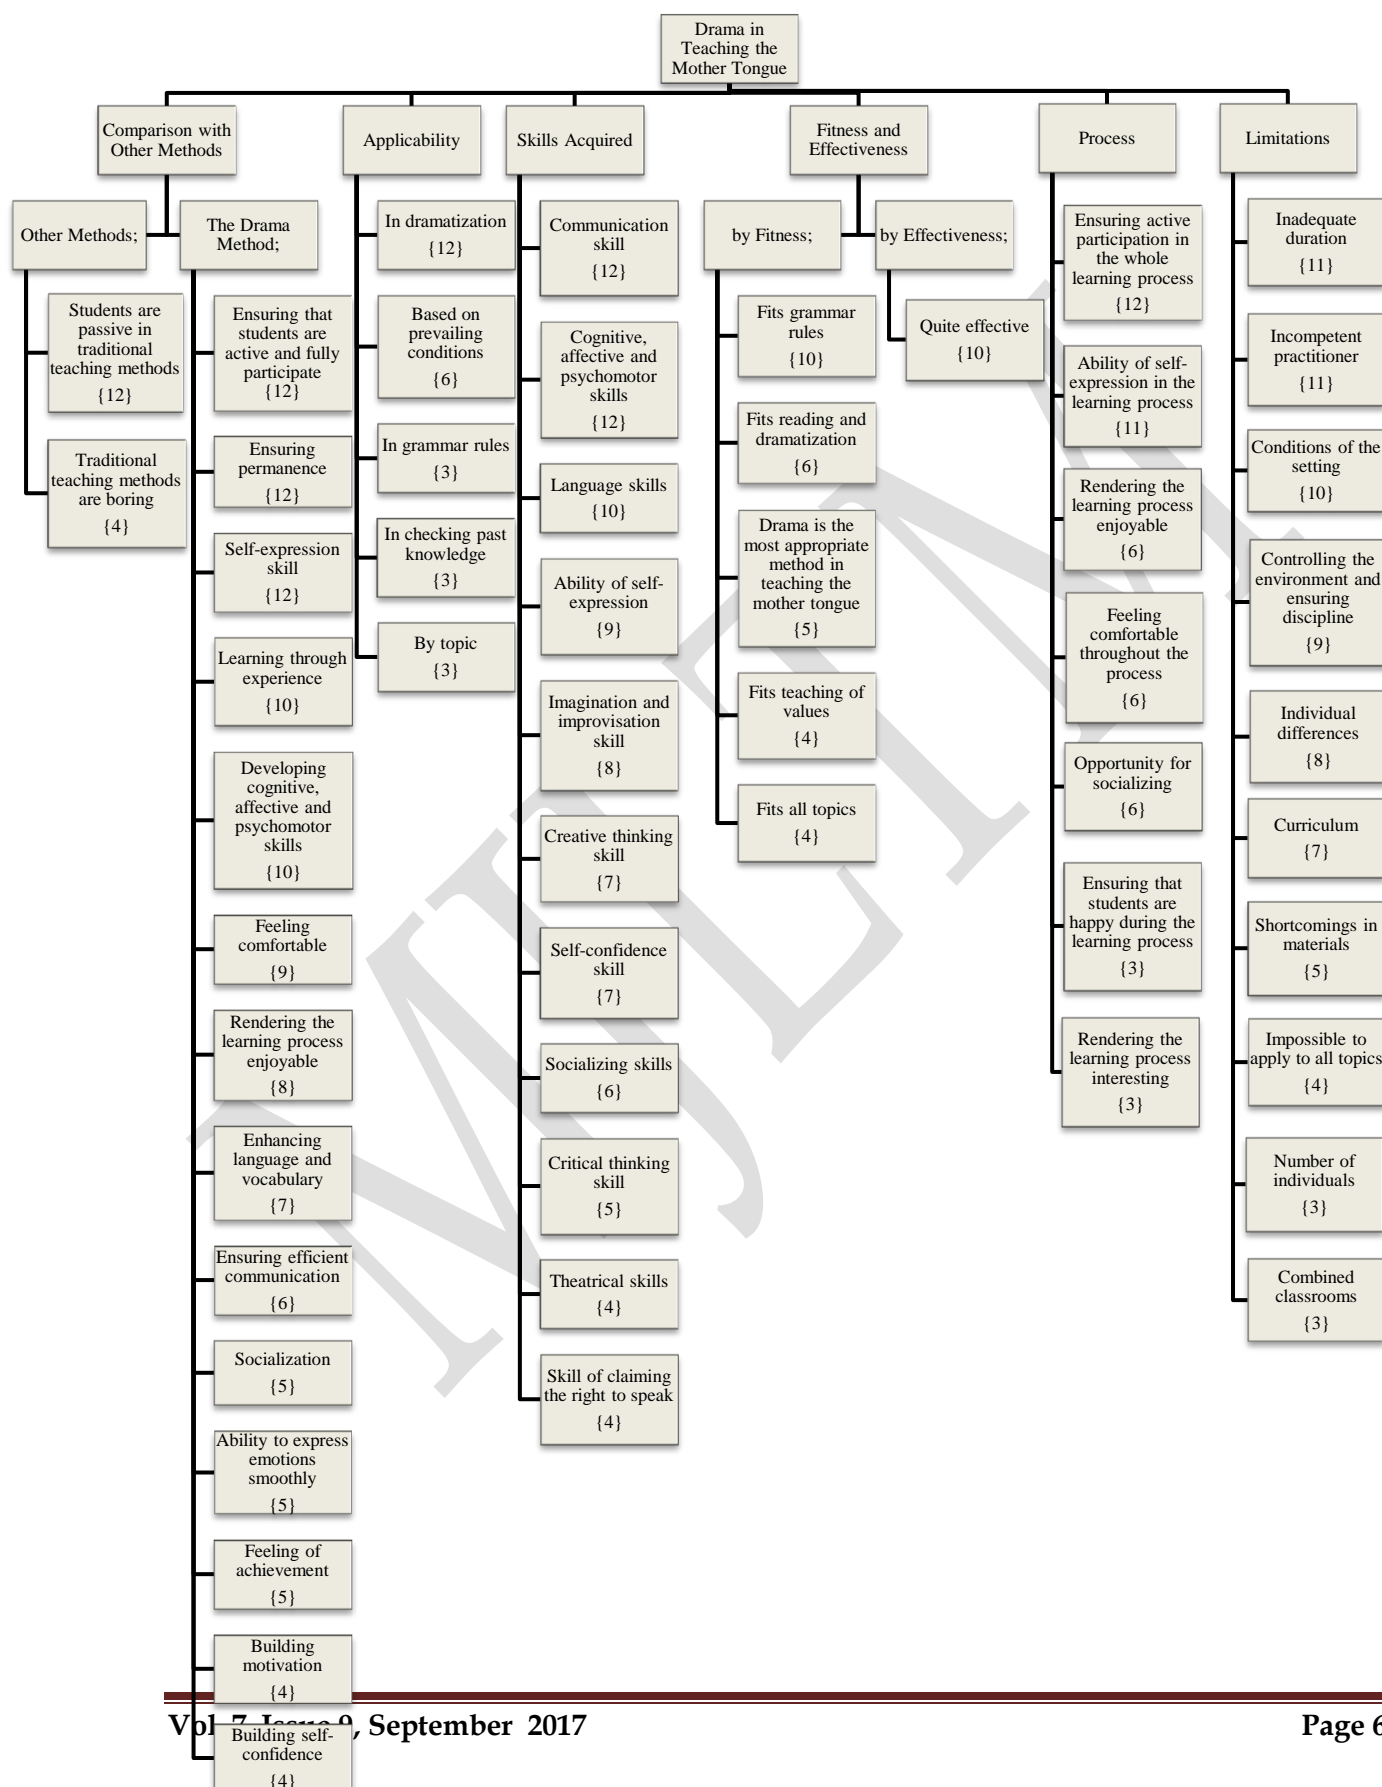 Drama in
Teaching the
Mother Tongue
Comparison with
Other Methods
Other Methods;
Students are
passive in
traditional
teaching methods
{12}
Traditional
teaching methods
are boring
{4}
The Drama
Method;
Ensuring that
students are
active and fully
participate
{12}
Ensuring
permanence
{12}
Self-expression
skill
{12}
Learning through
experience
{10}
Developing
cognitive,
affective and
psychomotor
skills
{10}
Feeling
comfortable
{9}
Rendering the
learning process
enjoyable
{8}
Enhancing
language and
vocabulary
{7}
Ensuring efficient
communication
{6}
Socialization
{5}
Ability to express
emotions
smoothly
{5}
Feeling of
achievement
{5}
Building
motivation
{4}
Building self-
confidence
{4}
Applicability
In dramatization
{12}
Based on
prevailing
conditions
{6}
In grammar rules
{3}
In checking past
knowledge
{3}
By topic
{3}
Skills Acquired
Communication
skill
{12}
Cognitive,
affective and
psychomotor
skills
{12}
Language skills
{10}
Ability of self-
expression
{9}
Imagination and
improvisation
skill
{8}
Creative thinking
skill
{7}
Self-confidence
skill
{7}
Socializing skills
{6}
Critical thinking
skill
{5}
Theatrical skills
{4}
Skill of claiming
the right to speak
{4}
Fitness and
Effectiveness
by Fitness;
Fits grammar
rules
{10}
Fits reading and
dramatization
{6}
Drama is the
most appropriate
method in
teaching the
mother tongue
{5}
Fits teaching of
values
{4}
Fits all topics
{4}
by Effectiveness;
Quite effective
{10}
Process
Ensuring active
participation in
the whole
learning process
{12}
Ability of self-
expression in the
learning process
{11}
Rendering the
learning process
enjoyable
{6}
Feeling
comfortable
throughout the
process
{6}
Opportunity for
socializing
{6}
Ensuring that
students are
happy during the
learning process
{3}
Rendering the
learning process
interesting
{3}
Limitations
Inadequate
duration
{11}
Incompetent
practitioner
{11}
Conditions of the
setting
{10}
Controlling the
environment and
ensuring
discipline
{9}
Individual
differences
{8}
Curriculum
{7}
Shortcomings in
materials
{5}
Impossible to
apply to all topics
{4}
Number of
individuals
{3}
Combined
classrooms
{3}
MJLTM
Vol. 7, Issue 9, September 2017
Page 6